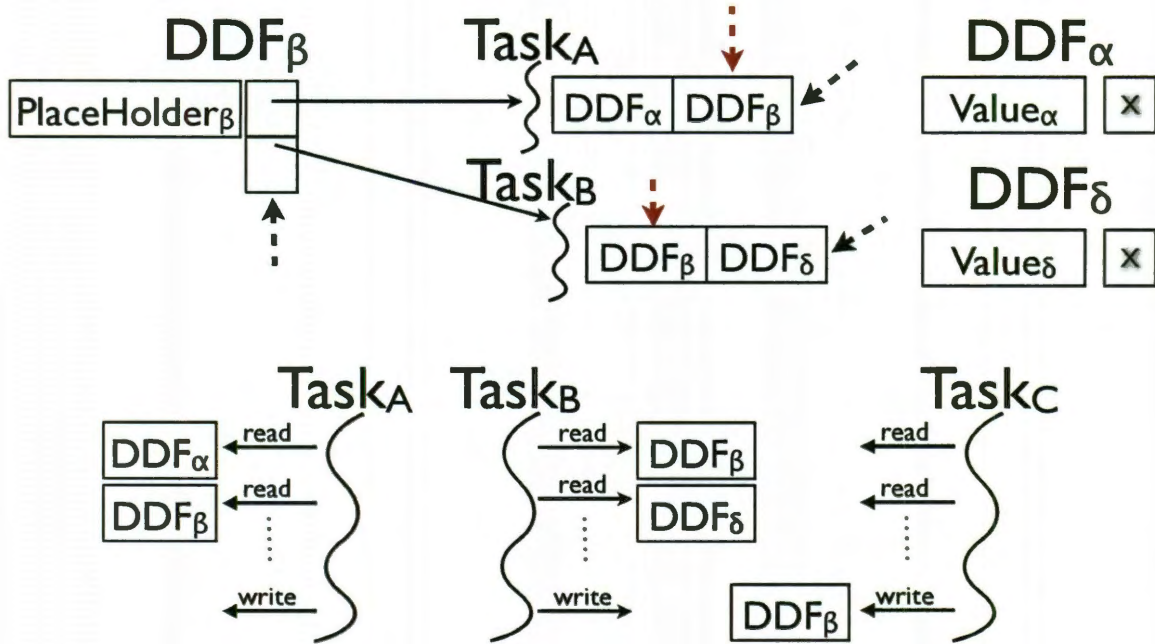 DDFβ TaskA DDFα
PlaceHolderβ DDFα DDFβ Valueα x
TaskB DDFδ
DDFβ DDFδ Valueδ x
TaskA TaskB TaskC
DDFα read read DDFβ read
DDFβ read read DDFδ read
write write DDFβ write